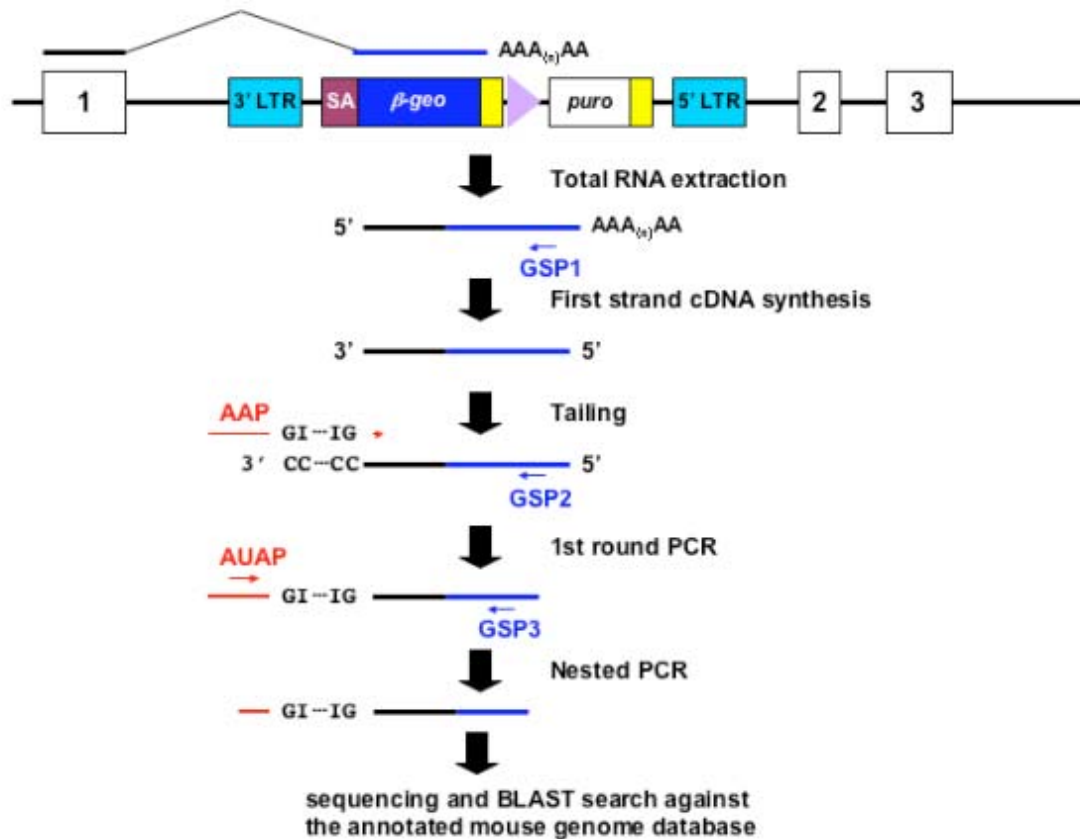 AAA(n)AA
1 3' LTR SA β-geo puro 5' LTR 2 3
Total RNA extraction
5' AAA(n)AA
GSP1
First strand cDNA synthesis
3' 5'
Tailing
AAP
GI---IG
3' CC---CC 5'
GSP2
1st round PCR
AUAP
GI---IG
GSP3
Nested PCR
GI---IG
sequencing and BLAST search against
the annotated mouse genome database